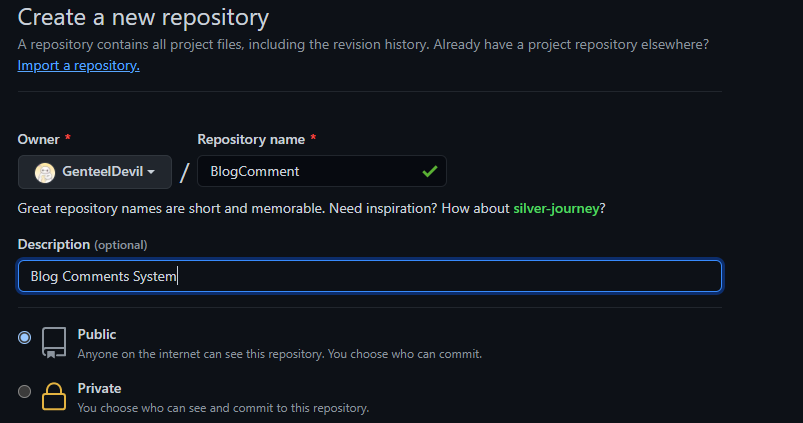 Create a new repository
A repository contains all project files, including the revision history. Already have a project repository elsewhere?
Import a repository.
Owner * Repository name *
GenteelDevil / BlogComment
Great repository names are short and memorable. Need inspiration? How about silver-journey?
Description (optional)
Blog Comments System
Public
Anyone on the internet can see this repository. You choose who can commit.
Private
You choose who can see and commit to this repository.